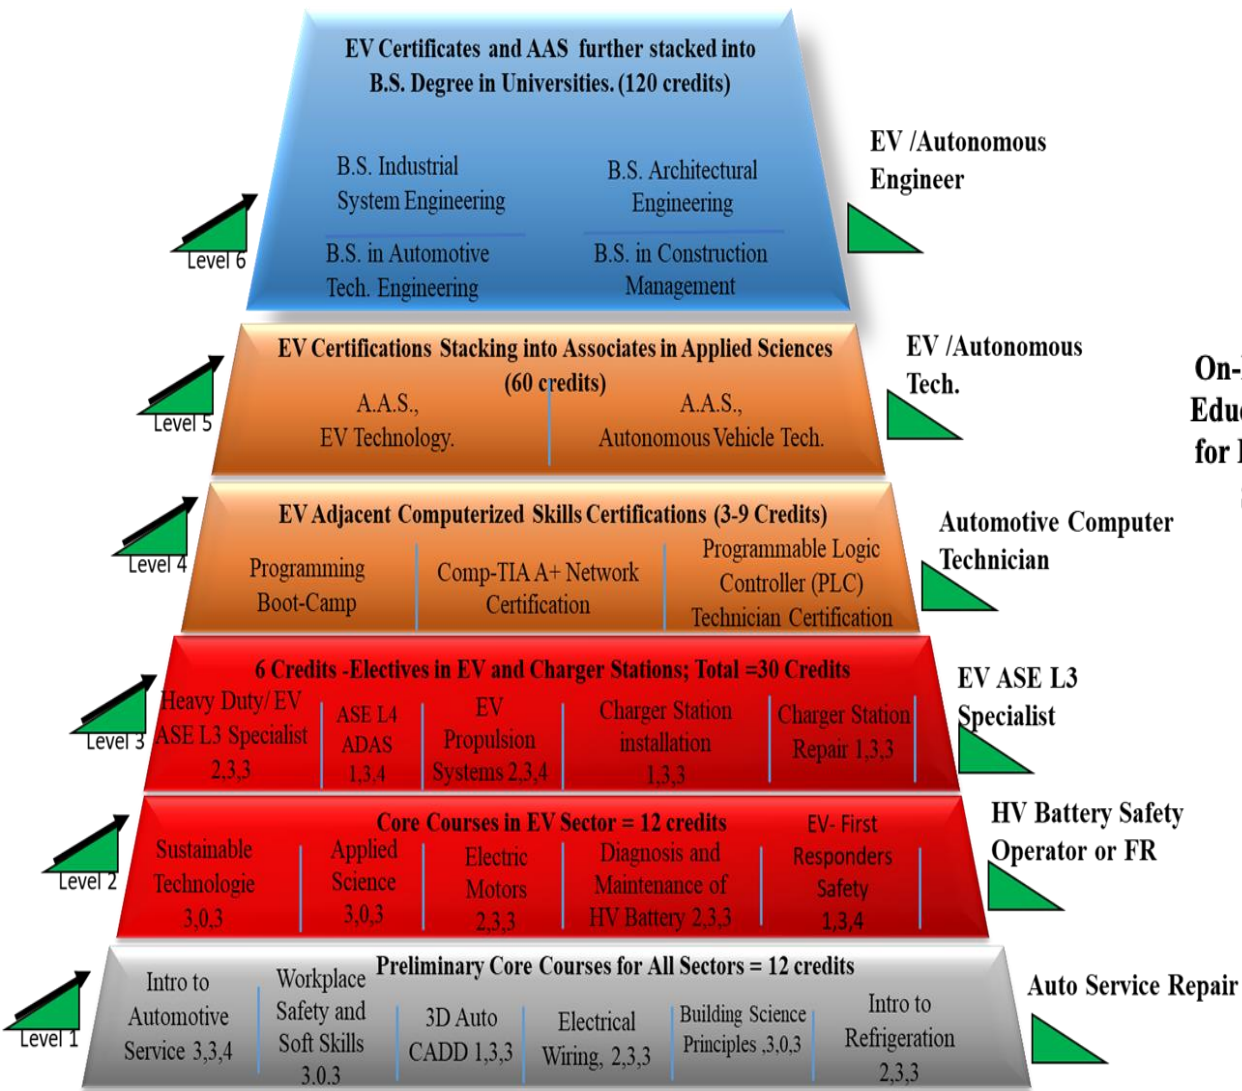 EV Certificates and AAS further stacked into
B.S. Degree in Universities. (120 credits)
B.S. Industrial
System Engineering
B.S. Architectural
Engineering
B.S. in Automotive
Tech. Engineering
B.S. in Construction
Management
Level 6
EV /Autonomous
Engineer
EV Certifications Stacking into Associates in Applied Sciences
(60 credits)
A.A.S.,
EV Technology.
A.A.S.,
Autonomous Vehicle Tech.
Level 5
EV /Autonomous
Tech.
On-
Edu
for
EV Adjacent Computerized Skills Certifications (3-9 Credits)
Programming
Boot-Camp
Comp-TIA A+ Network
Certification
Programmable Logic
Controller (PLC)
Technician Certification
Level 4
Automotive Computer
Technician
6 Credits -Electives in EV and Charger Stations; Total =30 Credits
Heavy Duty/ EV
ASE L3 Specialist
2,3,3
ASE L4
ADAS
1,3,4
EV
Propulsion
Systems 2,3,4
Charger Station
installation
1,3,3
Charger Station
Repair 1,3,3
Level 3
EV ASE L3
Specialist
Core Courses in EV Sector = 12 credits
Sustainable
Technologie
3,0,3
Applied
Science
3,0,3
Electric
Motors
2,3,3
Diagnosis and
Maintenance of
HV Battery 2,3,3
EV- First
Responders
Safety
1,3,4
Level 2
HV Battery Safety
Operator or FR
Preliminary Core Courses for All Sectors = 12 credits
Intro to
Automotive
Service 3,3,4
Workplace
Safety and
Soft Skills
3.0.3
3D Auto
CADD 1,3,3
Electrical
Wiring, 2,3,3
Building Science
Principles ,3,0,3
Intro to
Refrigeration
2,3,3
Level 1
Auto Service Repair